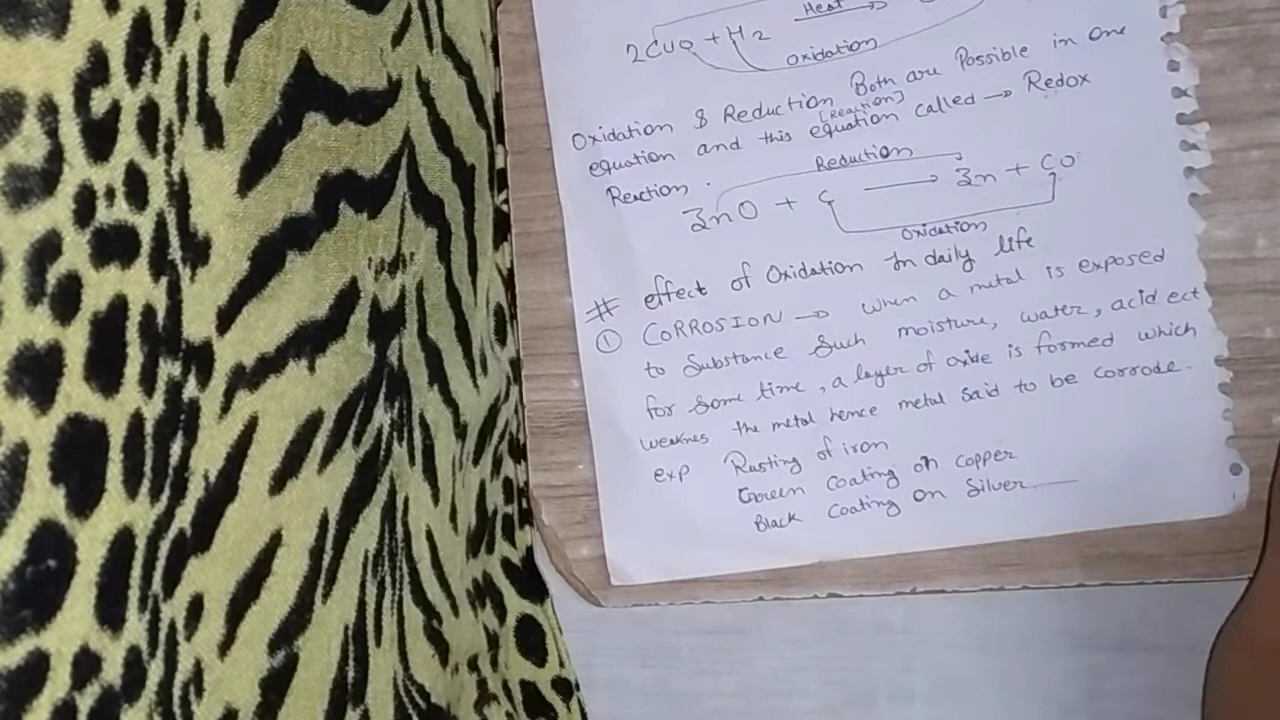 Heat
2CuO + H2
Oxidation
Oxidation & Reduction Both are Possible in one
[Reaction]
equation and this equation called → Redox
Reaction.
Reduction
ZnO + C → Zn + CO
Oxidation
# effect of Oxidation In daily life
① CORROSION → when a metal is exposed
to Substance Such moisture, water, acid ect
for Some time, a layer of oxide is formed which
weaknes the metal hence metal said to be corrode.
exp Rusting of iron
Green coating on copper
Black coating on Silver